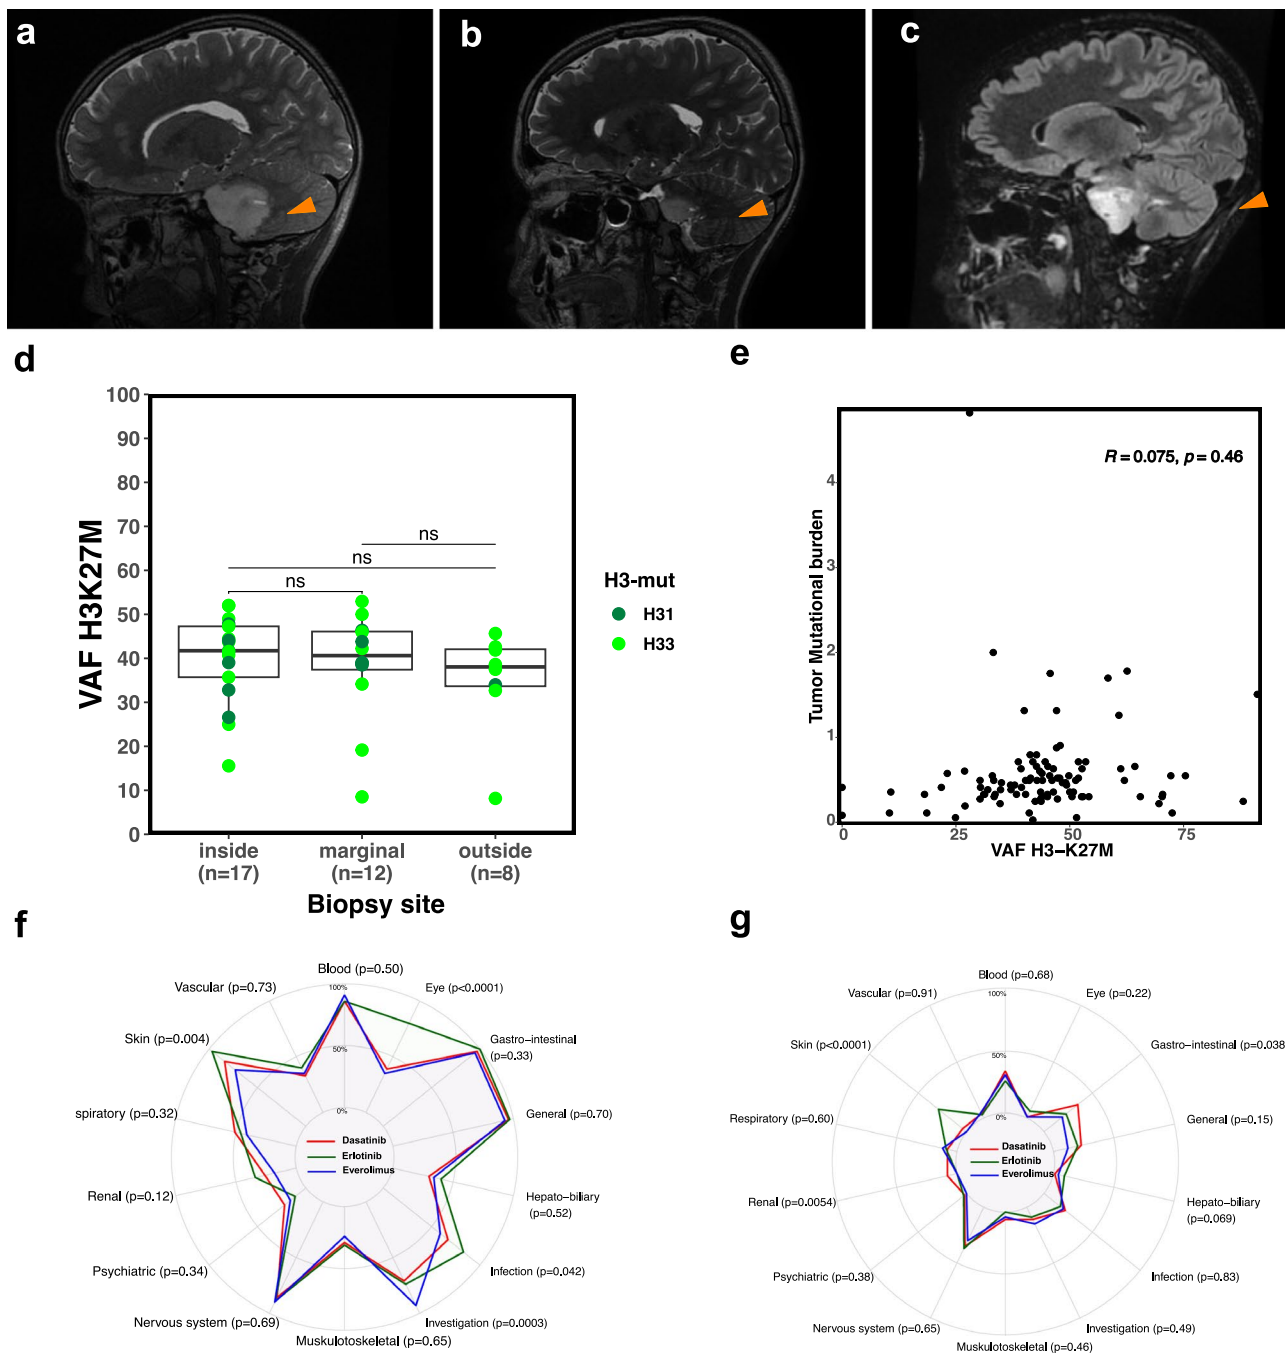 a
b
c
d
100
90
80
70
60
50
40
30
20
10
0
VAF H3K27M
ns
ns
ns
inside
(n=17)
marginal
(n=12)
outside
(n=8)
Biopsy site
H3-mut
H31
H33
e
R = 0.075, p = 0.46
Tumor Mutational burden
4
3
2
1
0
0
25
50
75
VAF H3–K27M
f
Blood (p=0.50)
Eye (p<0.0001)
Gastro-intestinal
(p=0.33)
General (p=0.70)
Hepato-biliary
(p=0.52)
Infection (p=0.042)
Investigation (p=0.0003)
Muskulotoskeletal (p=0.65)
Nervous system (p=0.69)
Psychiatric (p=0.34)
Renal (p=0.12)
spiratory (p=0.32)
Skin (p=0.004)
Vascular (p=0.73)
100%
50%
0%
Dasatinib
Erlotinib
Everolimus
g
Blood (p=0.68)
Eye (p=0.22)
Gastro-intestinal (p=0.038
General (p=0.15)
Hepato-biliary
(p=0.069)
Infection (p=0.83)
Investigation (p=0.49)
Muskulotoskeletal (p=0.46)
Nervous system (p=0.65)
Psychiatric (p=0.38)
Renal (p=0.0054)
Respiratory (p=0.60)
Skin (p<0.0001)
Vascular (p=0.91)
100%
50%
0%
Dasatinib
Erlotinib
Everolimus